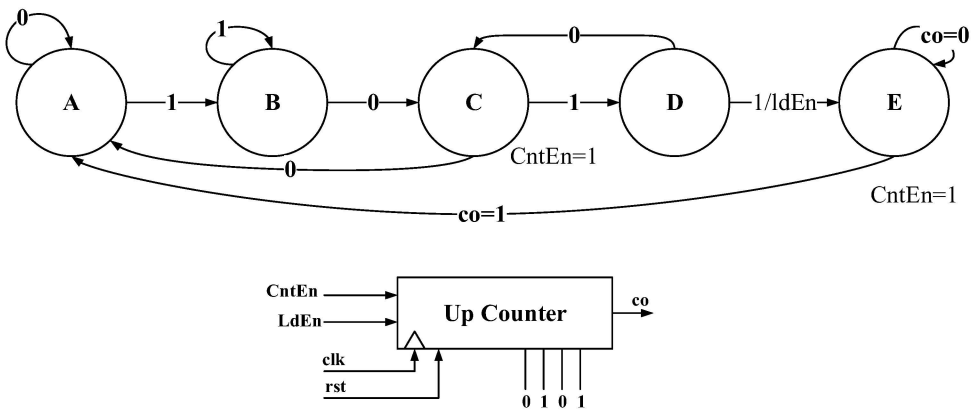 0
1
0
A
1
B
0
C
1
D
1/ldEn
E
co=0
CntEn=1
0
CntEn=1
co=1
CntEn
LdEn
Up Counter
co
clk
rst
0 1 0 1